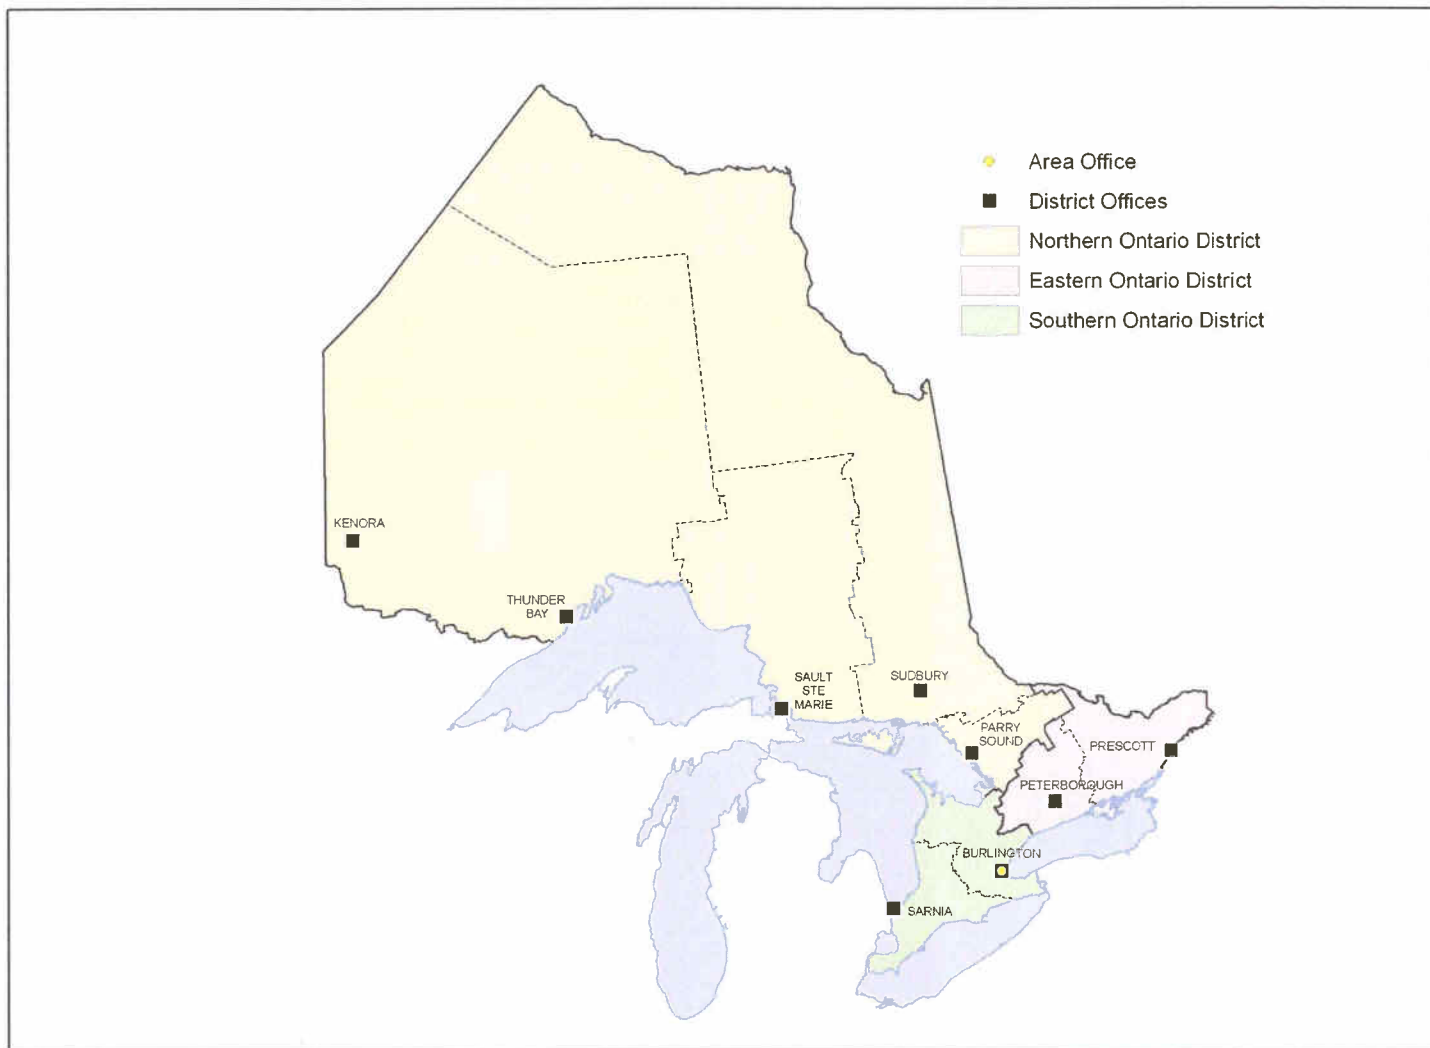 Area Office
District Offices
Northern Ontario District
Eastern Ontario District
Southern Ontario District
KENORA
THUNDER
BAY
SAULT
STE
MARIE
SUDBURY
PARRY
SOUND
PRESCOTT
PETERBOROUGH
BURLINGTON
SARNIA